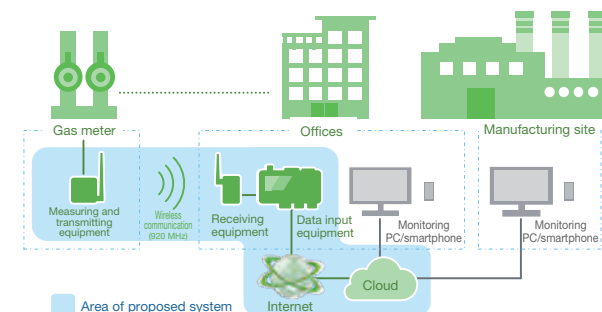 Gas meter
Offices
Manufacturing site
Measuring and
transmitting
equipment
Wireless
communication
(920 MHz)
Receiving
equipment
Data input
equipment
Monitoring
PC/smartphone
Monitoring
PC/smartphone
Internet
Cloud
Area of proposed system